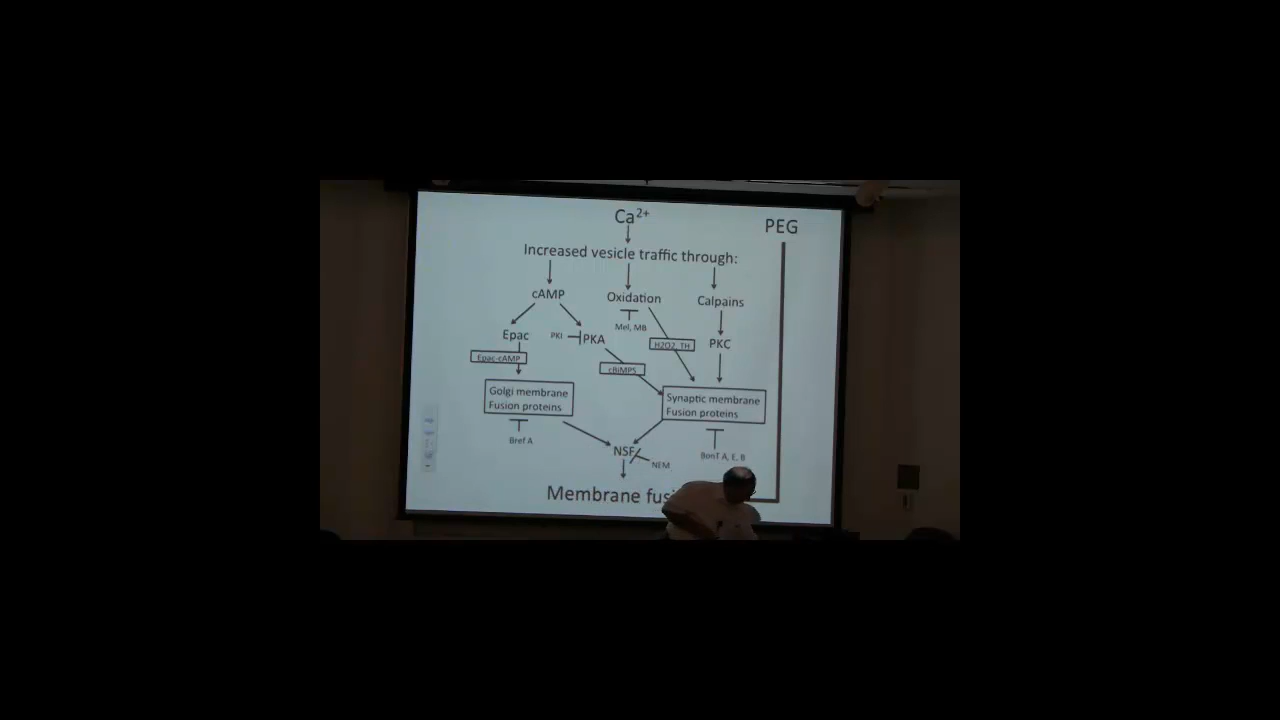 Ca2+
PEG
Increased vesicle traffic through:
cAMP
Oxidation
Calpains
Mel, MB
Epac
PKI
PKA
H2O2, TH
PKC
Epac-cAMP
cBiMPS
Golgi membrane
Fusion proteins
Synaptic membrane
Fusion proteins
Bref A
NSF
NEM
BonT A, E, B
Membrane fus